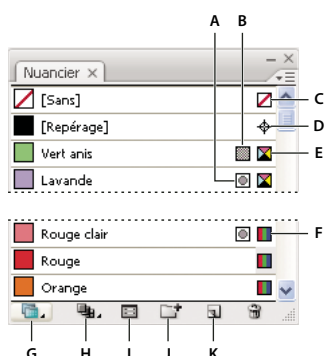 A B
Nuancier ×
[Sans] C
[Repérage] D
Vert anis E
Lavande
Rouge clair F
Rouge
Orange
G H I J K